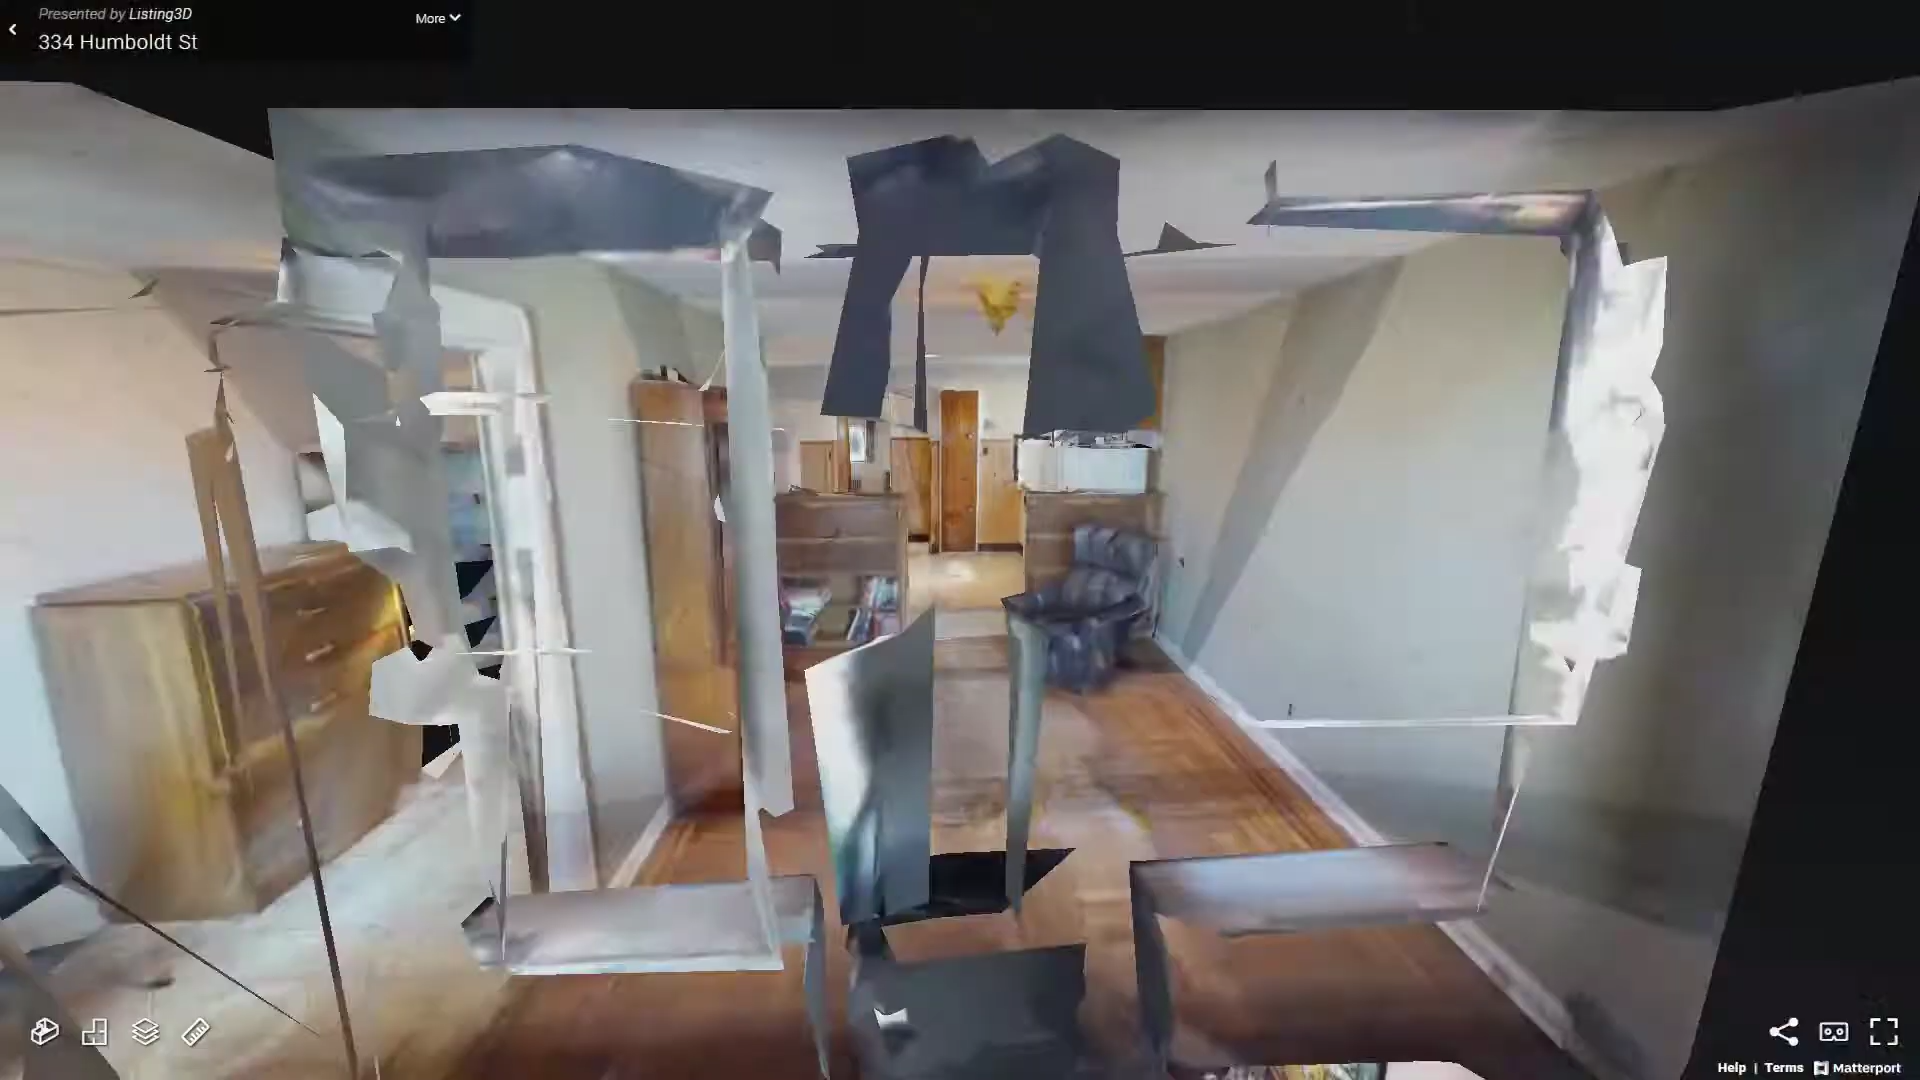 Presented by Listing3D
More
334 Humboldt St
Help | Terms Matterport